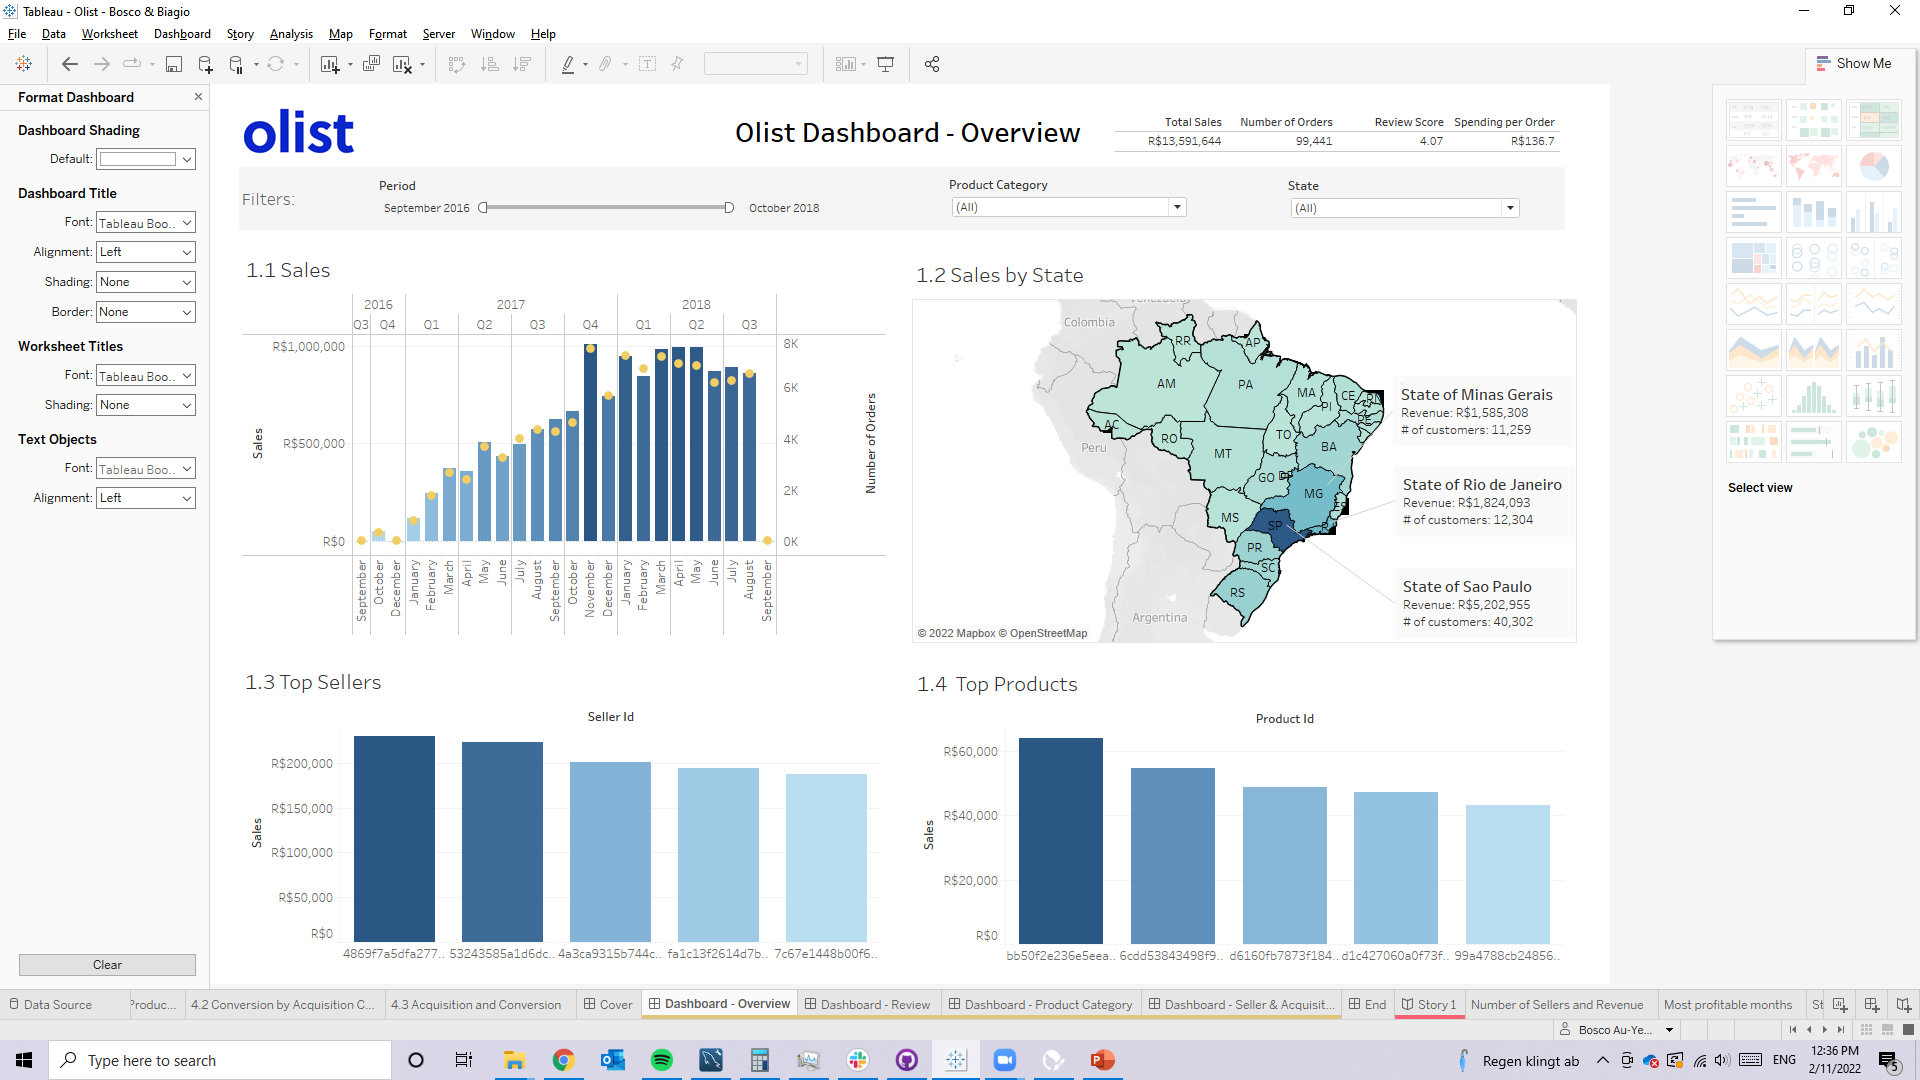 Tableau - Olist - Bosco & Biagio
File Data Worksheet Dashboard Story Analysis Map Format Server Window Help
Show Me
Format Dashboard
Dashboard Shading
Default:
Dashboard Title
Font: Tableau Boo..
Alignment: Left
Shading: None
Border: None
Worksheet Titles
Font: Tableau Boo..
Shading: None
Text Objects
Font: Tableau Boo..
Alignment: Left
Clear
olist
Olist Dashboard - Overview
Total Sales Number of Orders Review Score Spending per Order
R$13,591,644 99,441 4.07 R$136.7
Filters:
Period
September 2016 October 2018
Product Category
(All)
State
(All)
1.1 Sales
2016 2017 2018
Q3 Q4 Q1 Q2 Q3 Q4 Q1 Q2 Q3
R$1,000,000
R$500,000
R$0
Sales
8K
6K
4K
2K
0K
Number of Orders
September October December January February March April May June July August September October November December January February March April May June July August September
1.2 Sales by State
Venezuela
Colombia
Peru
Argentina
RR AP
AM PA MA CE RN
PI PE
AC RO TO BA
MT
GO DF MG ES
MS SP
PR
SC
RS
State of Minas Gerais
Revenue: R$1,585,308
# of customers: 11,259
State of Rio de Janeiro
Revenue: R$1,824,093
# of customers: 12,304
State of Sao Paulo
Revenue: R$5,202,955
# of customers: 40,302
© 2022 Mapbox © OpenStreetMap
1.3 Top Sellers
Seller Id
R$200,000
R$150,000
R$100,000
R$50,000
R$0
Sales
4869f7a5dfa277.. 53243585a1d6dc.. 4a3ca9315b744c.. fa1c13f2614d7b.. 7c67e1448b00f6..
1.4 Top Products
Product Id
R$60,000
R$40,000
R$20,000
R$0
Sales
bb50f2e236e5eea.. 6cdd53843498f9.. d6160fb7873f184.. d1c427060a0f73f.. 99a4788cb24856..
Select view
Data Source Produc... 4.2 Conversion by Acquisition C... 4.3 Acquisition and Conversion Cover Dashboard - Overview Dashboard - Review Dashboard - Product Category Dashboard - Seller & Acquisit... End Story 1 Number of Sellers and Revenue Most profitable months St
Bosco Au-Ye...
Type here to search
Regen klingt ab
ENG
12:36 PM
2/11/2022
5